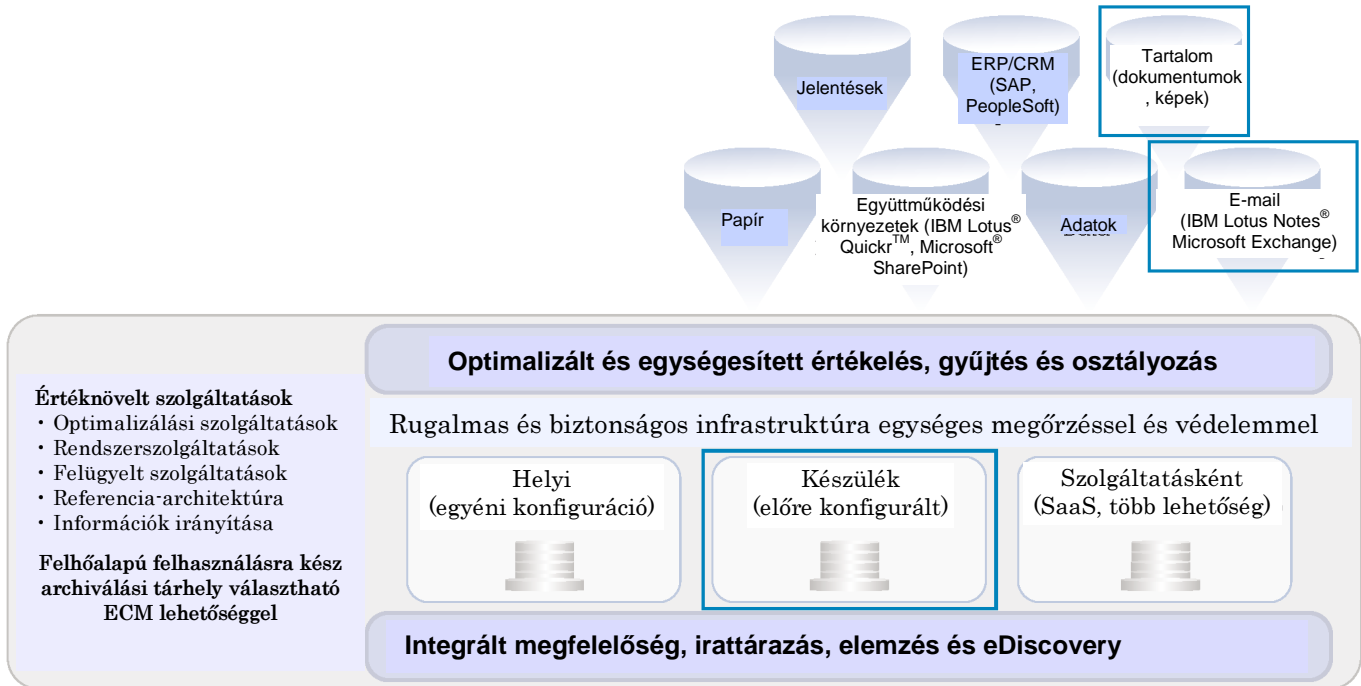 Jelentések
ERP/CRM
(SAP,
PeopleSoft)
Tartalom
(dokumentumok
, képek)
Papír
Együttműködési
környezetek (IBM Lotus®
Quickr™, Microsoft®
SharePoint)
Adatok
E-mail
(IBM Lotus Notes®
Microsoft Exchange)
Optimalizált és egységesített értékelés, gyűjtés és osztályozás
Értéknövelt szolgáltatások
• Optimalizálási szolgáltatások
• Rendszerszolgáltatások
• Felügyelt szolgáltatások
• Referencia-architektúra
• Információk irányítása
Felhőalapú felhasználásra kész
archiválási tárhely választható
ECM lehetőséggel
Rugalmas és biztonságos infrastruktúra egységes megőrzéssel és védelemmel
Helyi
(egyéni konfiguráció)
Készülék
(előre konfigurált)
Szolgáltatásként
(SaaS, több lehetőség)
Integrált megfelelőség, irattárazás, elemzés és eDiscovery